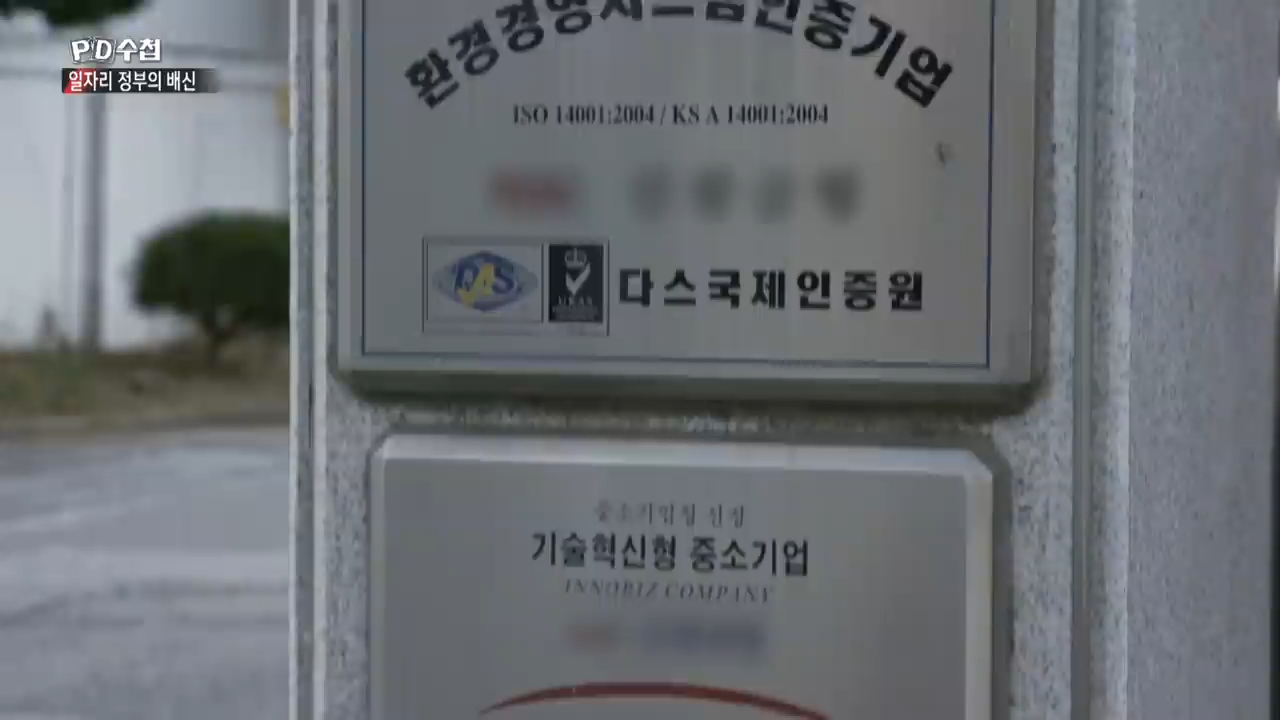 PD수첩
일자리 정부의 배신
환경경영시스템인증기업
ISO 14001:2004 / KS A 14001:2004
DAS
UKAS
다스국제인증원
중소기업청 선정
기술혁신형 중소기업
INNOBIZ COMPANY